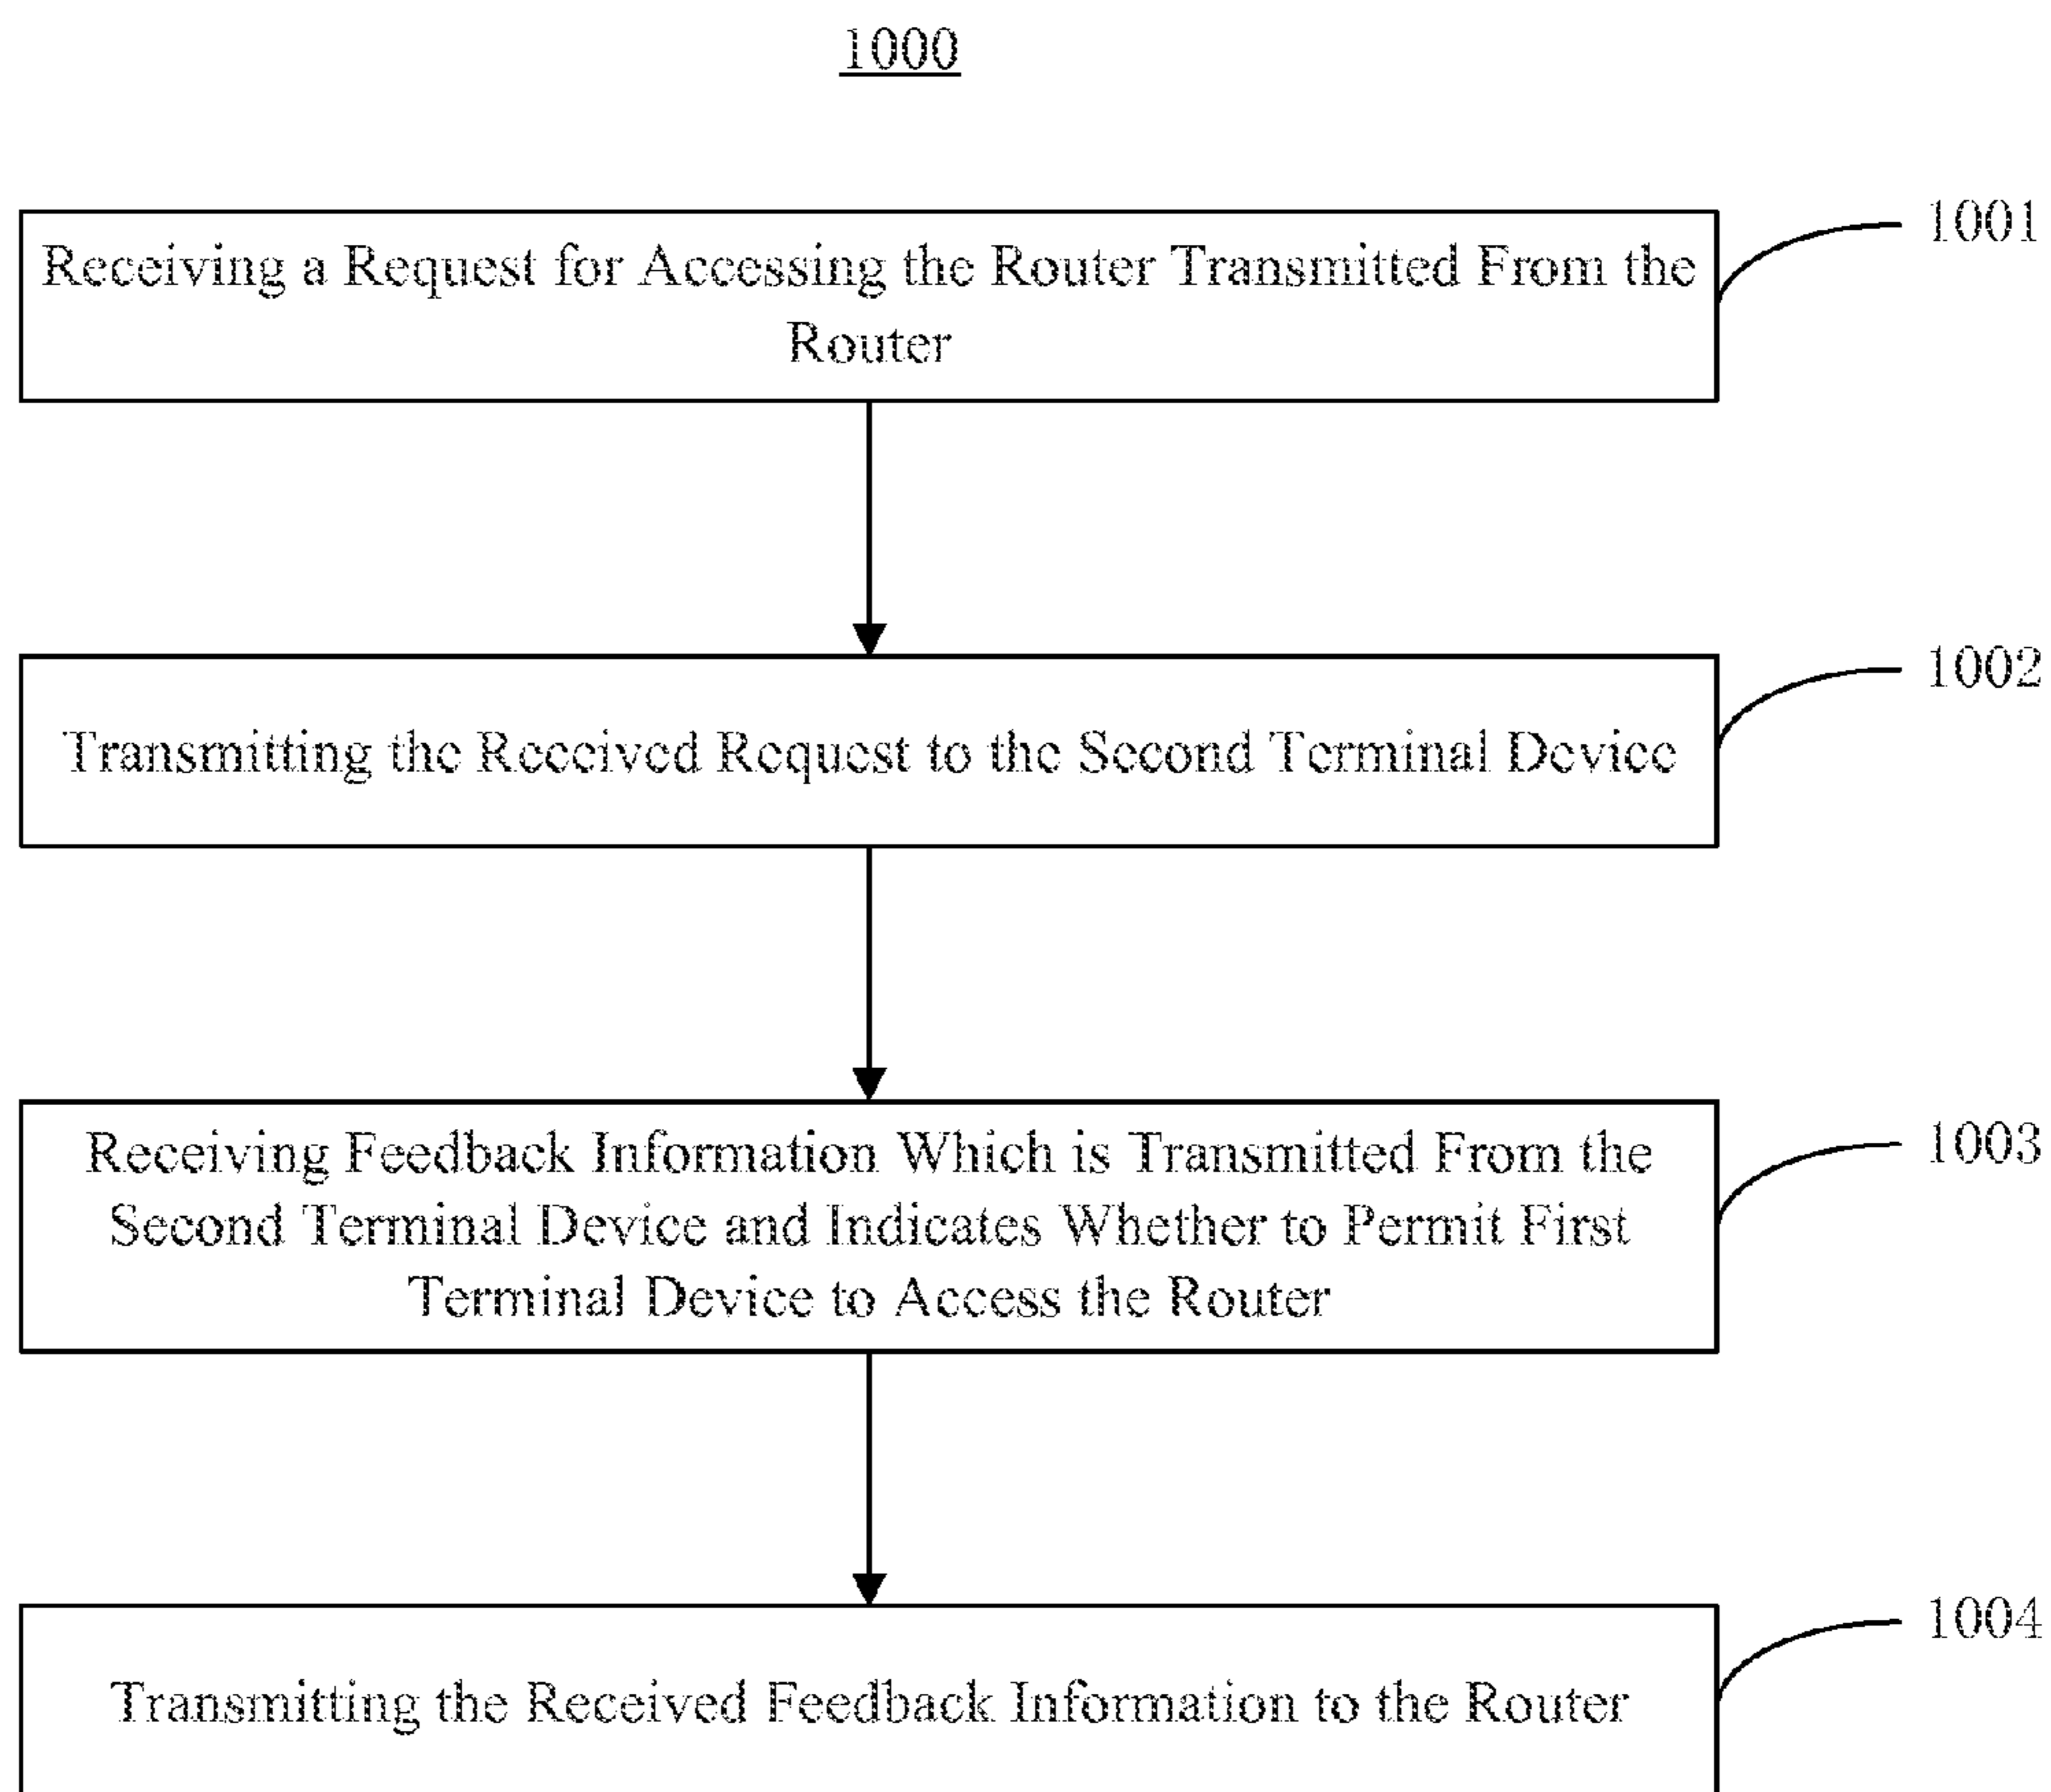 1000
1001
Receiving a Request for Accessing the Router Transmitted From the
Router
1002
Transmitting the Received Request to the Second Terminal Device
1003
Receiving Feedback Information Which is Transmitted From the
Second Terminal Device and Indicates Whether to Permit First
Terminal Device to Access the Router
1004
Transmitting the Received Feedback Information to the Router